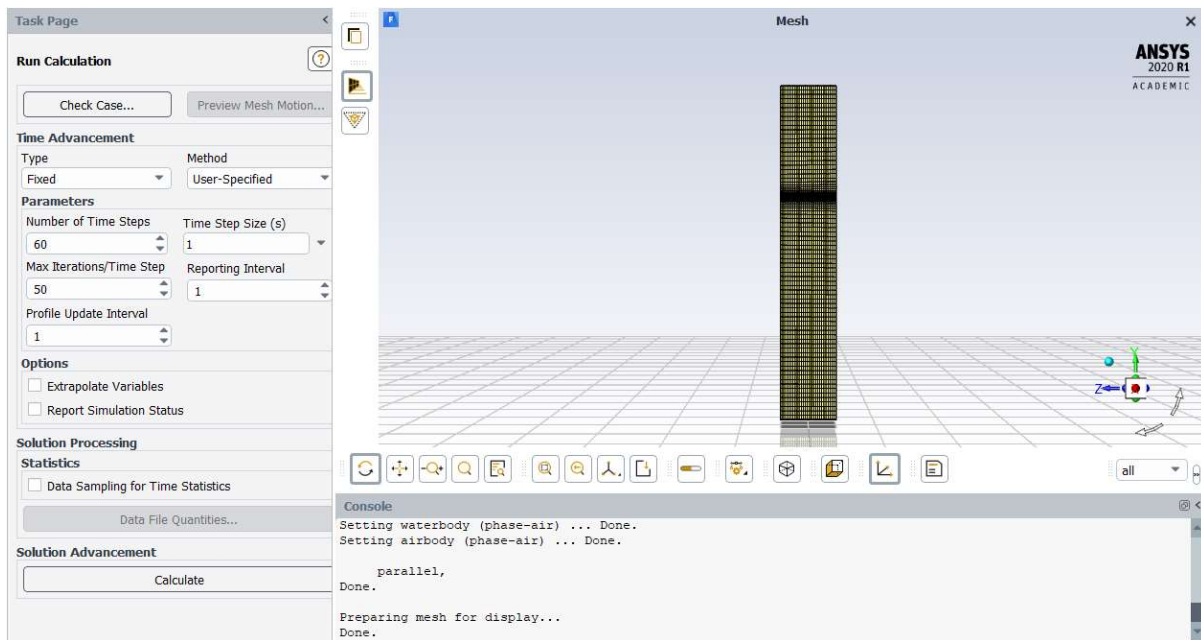 Task Page
Run Calculation
?
Check Case...
Preview Mesh Motion...
Time Advancement
Type
Method
Fixed
User-Specified
Parameters
Number of Time Steps
Time Step Size (s)
60
1
Max Iterations/Time Step
Reporting Interval
50
1
Profile Update Interval
1
Options
Extrapolate Variables
Report Simulation Status
Solution Processing
Statistics
Data Sampling for Time Statistics
Data File Quantities...
Solution Advancement
Calculate
Mesh
ANSYS
2020 R1
ACADEMIC
Y
Z
all
Console
Setting waterbody (phase-air) ... Done.
Setting airbody (phase-air) ... Done.
parallel,
Done.
Preparing mesh for display...
Done.